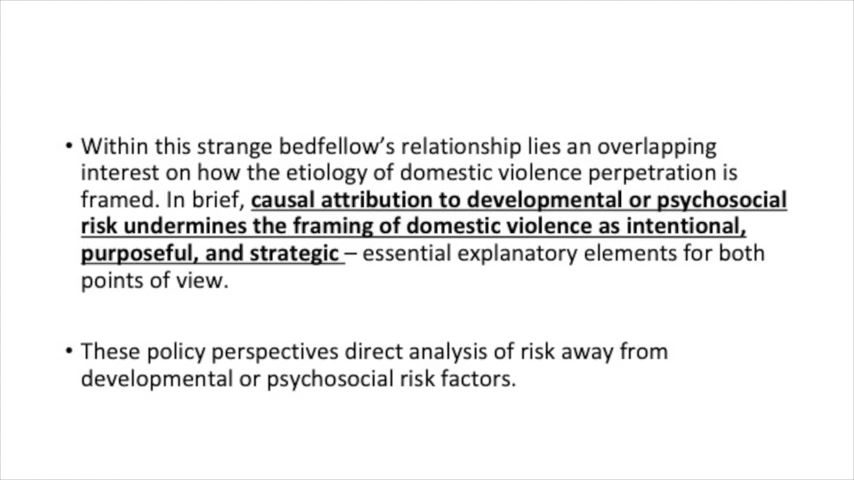 • Within this strange bedfellow’s relationship lies an overlapping
interest on how the etiology of domestic violence perpetration is
framed. In brief, causal attribution to developmental or psychosocial
risk undermines the framing of domestic violence as intentional,
purposeful, and strategic – essential explanatory elements for both
points of view.
• These policy perspectives direct analysis of risk away from
developmental or psychosocial risk factors.